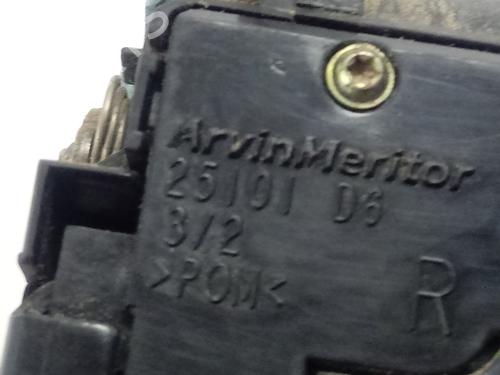 ArvinMeritor
25101 D6
3/2
>POM<
R